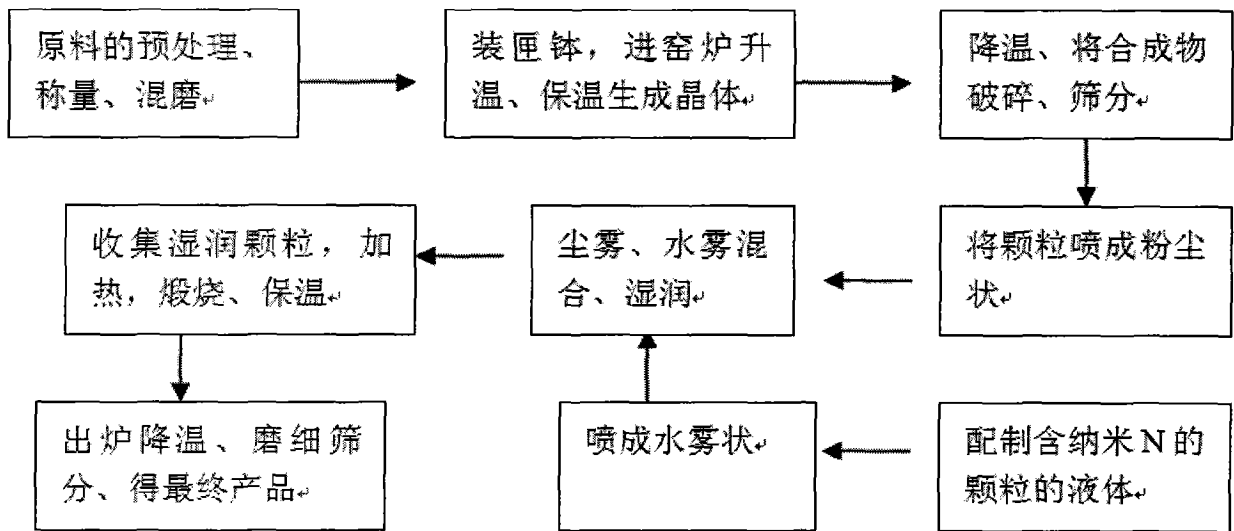 原料的预处理、
称量、混磨
装匣钵，进窑炉升
温、保温生成晶体
降温、将合成物
破碎、筛分
收集湿润颗粒，加
热，煅烧、保温
尘雾、水雾混
合、湿润
将颗粒喷成粉尘
状
出炉降温、磨细筛
分、得最终产品
喷成水雾状
配制含纳米N的
颗粒的液体